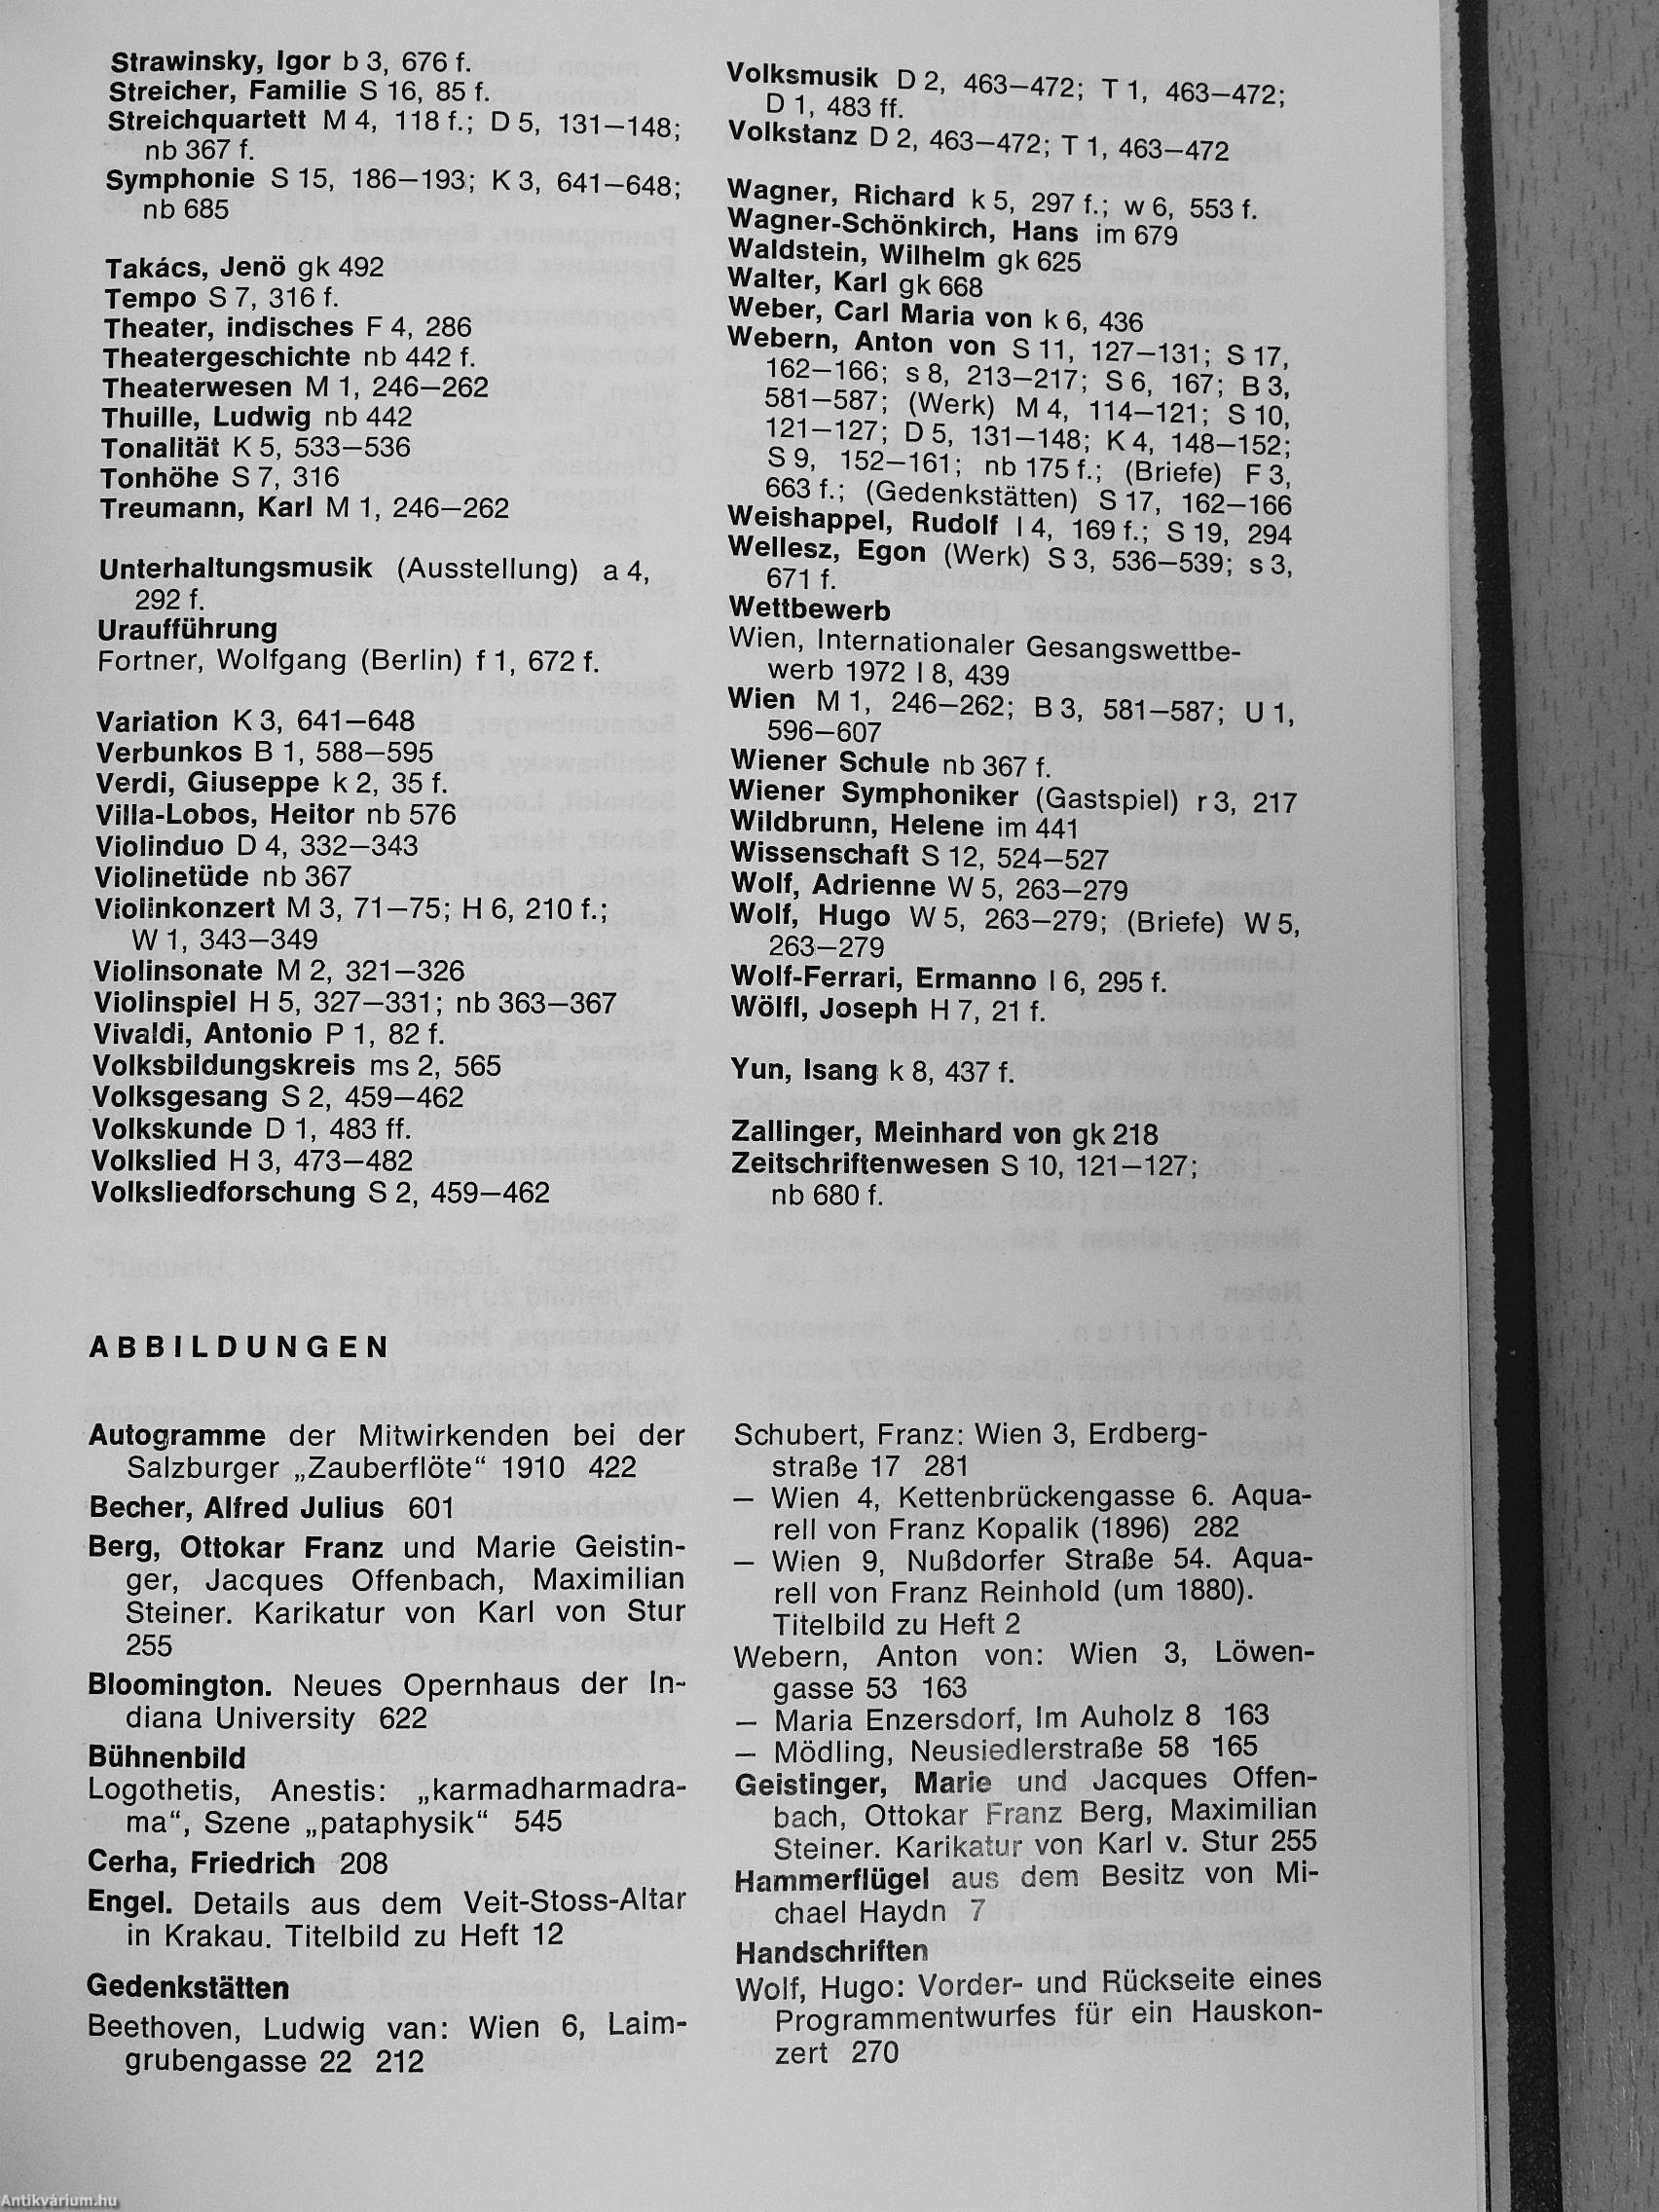 Strawinsky, Igor b 3, 676 f.
Streicher, Familie S 16, 85 f.
Streichquartett M 4, 118 f.; D 5, 131—148;
nb 367 f.
Symphonie S 15, 186—193; K 3, 641—648;
nb 685
Takács, Jenö gk 492
Tempo S 7, 316 f.
Theater, indisches F 4, 286
Theatergeschichte nb 442 f.
Theaterwesen M 1, 246—262
Thuille, Ludwig nb 442
Tonalität K 5, 533—536
Tonhöhe S 7, 316
Treumann, Karl M 1, 246—262
Unterhaltungsmusik (Ausstellung) a 4,
292 f.
Uraufführung
Fortner, Wolfgang (Berlin) f 1, 672 f.
Variation K 3, 641—648
Verbunkos B 1, 588—595
Verdi, Giuseppe k 2, 35 f.
Villa-Lobos, Heitor nb 576
Violinduo D 4, 332—343
Violinetüde nb 367
Violinkonzert M 3, 71—75; H 6, 210 f.;
W 1, 343—349
Violinsonate M 2, 321—326
Violinspiel H 5, 327—331; nb 363—367
Vivaldi, Antonio P 1, 82 f.
Volksbildungskreis ms 2, 565
Volksgesang S 2, 459—462
Volkskunde D 1, 483 ff.
Volkslied H 3, 473—482
Volksliedforschung S 2, 459—462
Volksmusik D 2, 463—472; T 1, 463—472;
D 1, 483 ff.
Volkstanz D 2, 463—472; T 1, 463—472
Wagner, Richard k 5, 297 f.; w 6, 553 f.
Wagner-Schönkirch, Hans im 679
Waldstein, Wilhelm gk 625
Walter, Karl gk 668
Weber, Carl Maria von k 6, 436
Webern, Anton von S 11, 127—131; S 17,
162—166; s 8, 213—217; S 6, 167; B 3,
581—587; (Werk) M 4, 114—121; S 10,
121—127; D 5, 131—148; K 4, 148—152;
S 9, 152—161; nb 175 f.; (Briefe) F 3,
663 f.; (Gedenkstätten) S 17, 162—166
Weishappel, Rudolf l 4, 169 f.; S 19, 294
Wellesz, Egon (Werk) S 3, 536—539; s 3,
671 f.
Wettbewerb
Wien, Internationaler Gesangswettbe-
werb 1972 l 8, 439
Wien M 1, 246—262; B 3, 581—587; U 1,
596—607
Wiener Schule nb 367 f.
Wiener Symphoniker (Gastspiel) r 3, 217
Wildbrunn, Helene im 441
Wissenschaft S 12, 524—527
Wolf, Adrienne W 5, 263—279
Wolf, Hugo W 5, 263—279; (Briefe) W 5,
263—279
Wolf-Ferrari, Ermanno l 6, 295 f.
Wölfl, Joseph H 7, 21 f.
Yun, Isang k 8, 437 f.
Zallinger, Meinhard von gk 218
Zeitschriftenwesen S 10, 121—127;
nb 680 f.
ABBILDUNGEN
Autogramme der Mitwirkenden bei der
Salzburger „Zauberflöte“ 1910 422
Becher, Alfred Julius 601
Berg, Ottokar Franz und Marie Geistin-
ger, Jacques Offenbach, Maximilian
Steiner. Karikatur von Karl von Stur
255
Bloomington. Neues Opernhaus der In-
diana University 622
Bühnenbild
Logothetis, Anestis: „karmadharmadra-
ma“, Szene „pataphysik“ 545
Cerha, Friedrich 208
Engel. Details aus dem Veit-Stoss-Altar
in Krakau. Titelbild zu Heft 12
Gedenkstätten
Beethoven, Ludwig van: Wien 6, Laim-
grubengasse 22 212
Schubert, Franz: Wien 3, Erdberg-
straße 17 281
— Wien 4, Kettenbrückengasse 6. Aqua-
rell von Franz Kopalik (1896) 282
— Wien 9, Nußdorfer Straße 54. Aqua-
rell von Franz Reinhold (um 1880).
Titelbild zu Heft 2
Webern, Anton von: Wien 3, Löwen-
gasse 53 163
— Maria Enzersdorf, Im Auholz 8 163
— Mödling, Neusiedlerstraße 58 165
Geistinger, Marie und Jacques Offen-
bach, Ottokar Franz Berg, Maximilian
Steiner. Karikatur von Karl v. Stur 255
Hammerflügel aus dem Besitz von Mi-
chael Haydn 7
Handschriften
Wolf, Hugo: Vorder- und Rückseite eines
Programmentwurfes für ein Hauskon-
zert 270
Antikvárium.hu